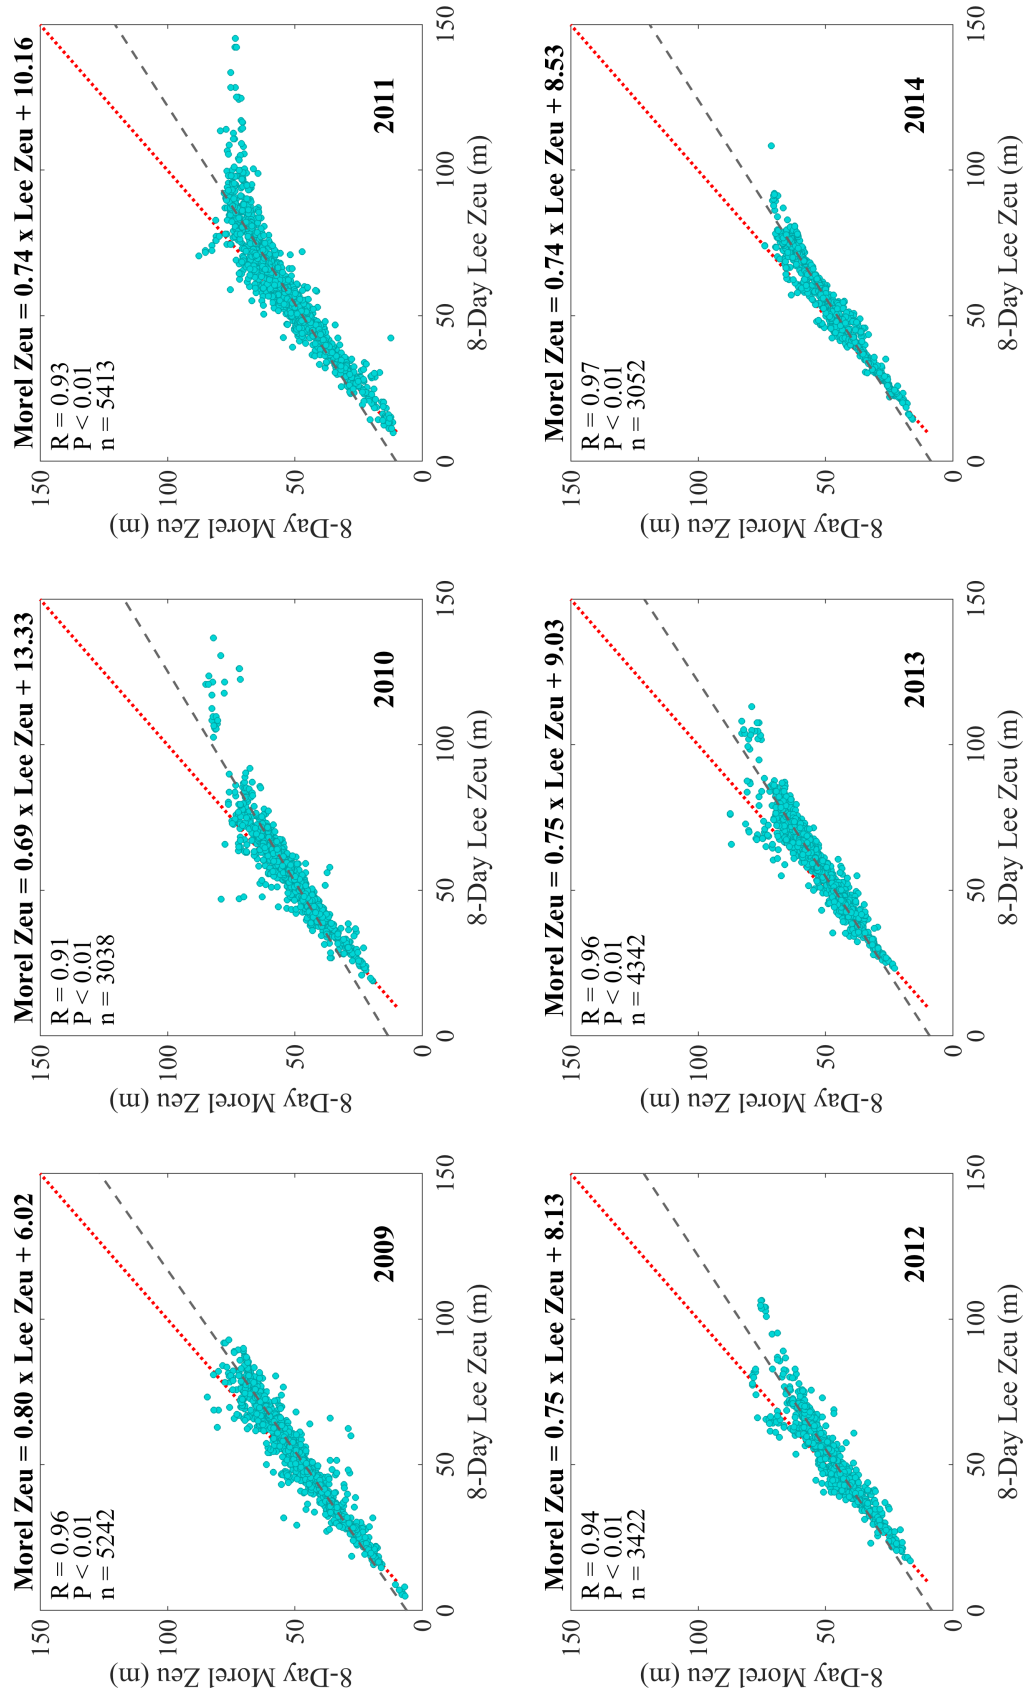 Morel Zeu = 0.80 x Lee Zeu + 6.02
R = 0.96
P < 0.01
n = 5242
2009
150
100
50
0
8-Day Morel Zeu (m)
0 50 100 150
8-Day Lee Zeu (m)
Morel Zeu = 0.69 x Lee Zeu + 13.33
R = 0.91
P < 0.01
n = 3038
2010
150
100
50
0
8-Day Morel Zeu (m)
0 50 100 150
8-Day Lee Zeu (m)
Morel Zeu = 0.74 x Lee Zeu + 10.16
R = 0.93
P < 0.01
n = 5413
2011
150
100
50
0
8-Day Morel Zeu (m)
0 50 100 150
8-Day Lee Zeu (m)
Morel Zeu = 0.75 x Lee Zeu + 8.13
R = 0.94
P < 0.01
n = 3422
2012
150
100
50
0
8-Day Morel Zeu (m)
0 50 100 150
8-Day Lee Zeu (m)
Morel Zeu = 0.75 x Lee Zeu + 9.03
R = 0.96
P < 0.01
n = 4342
2013
150
100
50
0
8-Day Morel Zeu (m)
0 50 100 150
8-Day Lee Zeu (m)
Morel Zeu = 0.74 x Lee Zeu + 8.53
R = 0.97
P < 0.01
n = 3052
2014
150
100
50
0
8-Day Morel Zeu (m)
0 50 100 150
8-Day Lee Zeu (m)